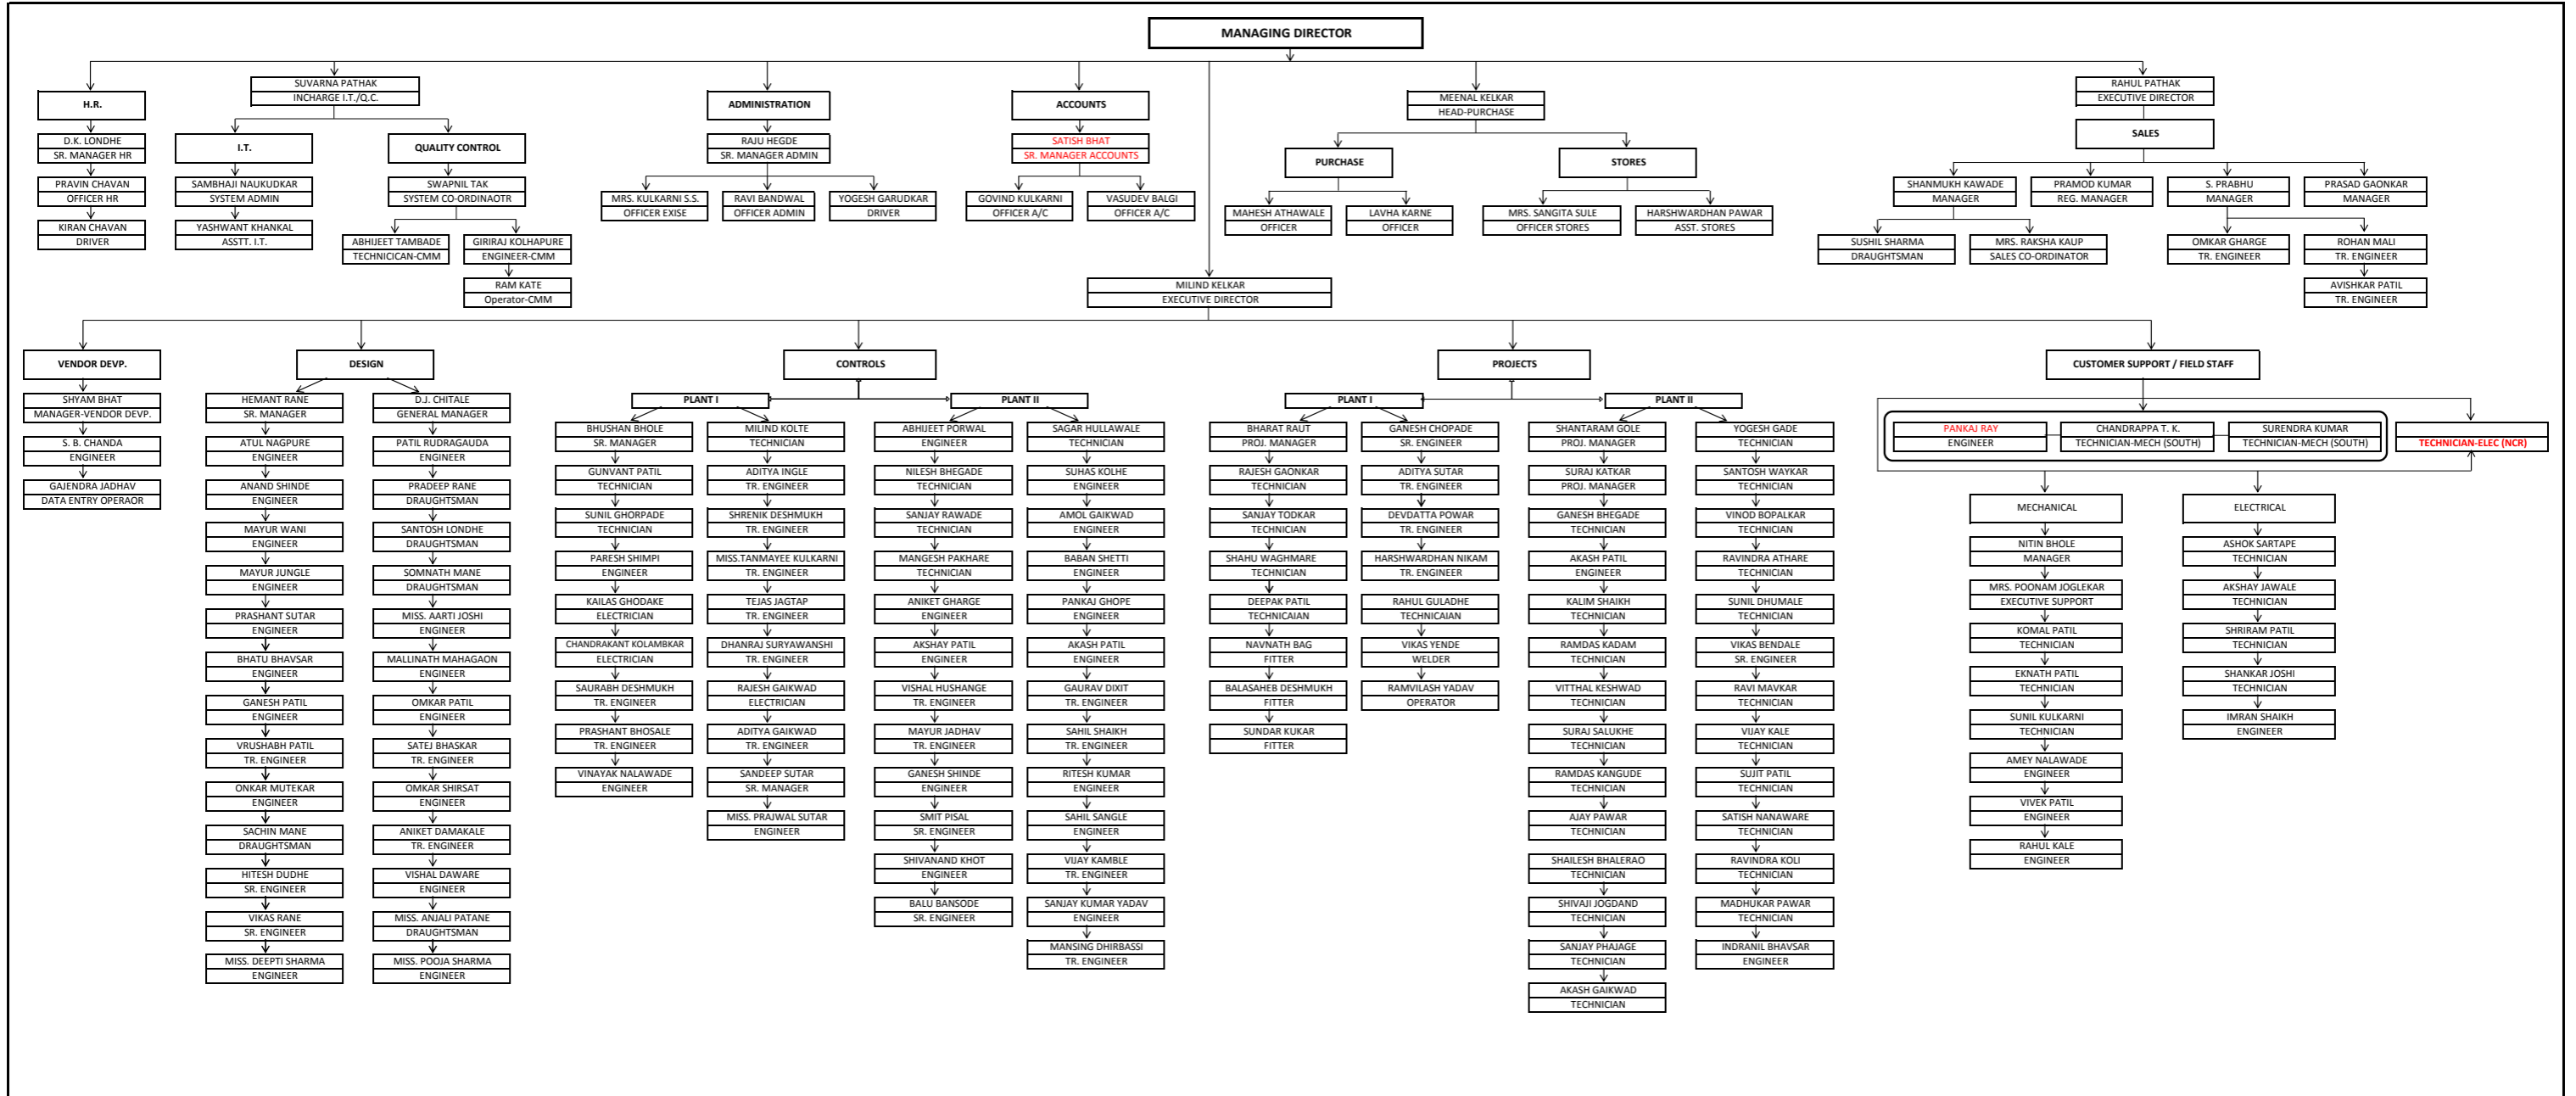 MANAGING DIRECTOR
H.R.
D.K. LONDHE
SR. MANAGER HR
PRAVIN CHAVAN
OFFICER HR
KIRAN CHAVAN
DRIVER
SUVARNA PATHAK
INCHARGE I.T./Q.C.
I.T.
SAMBHAJI NAUKUDKAR
SYSTEM ADMIN
YASHWANT KHANKAL
ASSTT. I.T.
QUALITY CONTROL
SWAPNIL TAK
SYSTEM CO-ORDINAOTR
ABHIJEET TAMBADE
TECHNICICAN-CMM
GIRIRAJ KOLHAPURE
ENGINEER-CMM
RAM KATE
Operator-CMM
ADMINISTRATION
RAJU HEGDE
SR. MANAGER ADMIN
MRS. KULKARNI S.S.
OFFICER EXISE
RAVI BANDWAL
OFFICER ADMIN
YOGESH GARUDKAR
DRIVER
ACCOUNTS
SATISH BHAT
SR. MANAGER ACCOUNTS
GOVIND KULKARNI
OFFICER A/C
VASUDEV BALGI
OFFICER A/C
MEENAL KELKAR
HEAD-PURCHASE
PURCHASE
MAHESH ATHAWALE
OFFICER
LAVHA KARNE
OFFICER
STORES
MRS. SANGITA SULE
OFFICER STORES
HARSHWARDHAN PAWAR
ASST. STORES
RAHUL PATHAK
EXECUTIVE DIRECTOR
SALES
SHANMUKH KAWADE
MANAGER
PRAMOD KUMAR
REG. MANAGER
S. PRABHU
MANAGER
PRASAD GAONKAR
MANAGER
SUSHIL SHARMA
DRAUGHTSMAN
MRS. RAKSHA KAUP
SALES CO-ORDINATOR
OMKAR GHARGE
TR. ENGINEER
ROHAN MALI
TR. ENGINEER
AVISHKAR PATIL
TR. ENGINEER
MILIND KELKAR
EXECUTIVE DIRECTOR
VENDOR DEVP.
SHYAM BHAT
MANAGER-VENDOR DEVP.
S. B. CHANDA
ENGINEER
GAJENDRA JADHAV
DATA ENTRY OPERAOR
DESIGN
HEMANT RANE
SR. MANAGER
ATUL NAGPURE
ENGINEER
ANAND SHINDE
ENGINEER
MAYUR WANI
ENGINEER
MAYUR JUNGLE
ENGINEER
PRASHANT SUTAR
ENGINEER
BHATU BHAVSAR
ENGINEER
GANESH PATIL
ENGINEER
VRUSHABH PATIL
TR. ENGINEER
ONKAR MUTEKAR
ENGINEER
SACHIN MANE
DRAUGHTSMAN
HITESH DUDHE
SR. ENGINEER
VIKAS RANE
SR. ENGINEER
MISS. DEEPTI SHARMA
ENGINEER
D.J. CHITALE
GENERAL MANAGER
PATIL RUDRAGAUDA
ENGINEER
PRADEEP RANE
DRAUGHTSMAN
SANTOSH LONDHE
DRAUGHTSMAN
SOMNATH MANE
DRAUGHTSMAN
MISS. AARTI JOSHI
ENGINEER
MALLINATH MAHAGAON
ENGINEER
OMKAR PATIL
ENGINEER
SATEJ BHASKAR
TR. ENGINEER
OMKAR SHIRSAT
ENGINEER
ANIKET DAMAKALE
TR. ENGINEER
VISHAL DAWARE
ENGINEER
MISS. ANJALI PATANE
DRAUGHTSMAN
MISS. POOJA SHARMA
ENGINEER
CONTROLS
PLANT I
BHUSHAN BHOLE
SR. MANAGER
GUNVANT PATIL
TECHNICIAN
SUNIL GHORPADE
TECHNICIAN
PARESH SHIMPI
ENGINEER
KAILAS GHODAKE
ELECTRICIAN
CHANDRAKANT KOLAMBKAR
ELECTRICIAN
SAURABH DESHMUKH
TR. ENGINEER
PRASHANT BHOSALE
TR. ENGINEER
VINAYAK NALAWADE
ENGINEER
MILIND KOLTE
TECHNICIAN
ADITYA INGLE
TR. ENGINEER
SHRENIK DESHMUKH
TR. ENGINEER
MISS.TANMAYEE KULKARNI
TR. ENGINEER
TEJAS JAGTAP
TR. ENGINEER
DHANRAJ SURYAWANSHI
TR. ENGINEER
RAJESH GAIKWAD
ELECTRICIAN
ADITYA GAIKWAD
TR. ENGINEER
SANDEEP SUTAR
SR. MANAGER
MISS. PRAJWAL SUTAR
ENGINEER
PLANT II
ABHIJEET PORWAL
ENGINEER
NILESH BHEGADE
TECHNICIAN
SANJAY RAWADE
TECHNICIAN
MANGESH PAKHARE
TECHNICIAN
ANIKET GHARGE
ENGINEER
AKSHAY PATIL
ENGINEER
VISHAL HUSHANGE
TR. ENGINEER
MAYUR JADHAV
TR. ENGINEER
GANESH SHINDE
ENGINEER
SMIT PISAL
SR. ENGINEER
SHIVANAND KHOT
ENGINEER
BALU BANSODE
SR. ENGINEER
SAGAR HULLAWALE
TECHNICIAN
SUHAS KOLHE
ENGINEER
AMOL GAIKWAD
ENGINEER
BABAN SHETTI
ENGINEER
PANKAJ GHOPE
ENGINEER
AKASH PATIL
ENGINEER
GAURAV DIXIT
TR. ENGINEER
SAHIL SHAIKH
TR. ENGINEER
RITESH KUMAR
ENGINEER
SAHIL SANGLE
ENGINEER
VIJAY KAMBLE
TR. ENGINEER
SANJAY KUMAR YADAV
ENGINEER
MANSING DHIRBASSI
TR. ENGINEER
PROJECTS
PLANT I
BHARAT RAUT
PROJ. MANAGER
RAJESH GAONKAR
TECHNICIAN
SANJAY TODKAR
TECHNICIAN
SHAHU WAGHMARE
TECHNICIAN
DEEPAK PATIL
TECHNICAIAN
NAVNATH BAG
FITTER
BALASAHEB DESHMUKH
FITTER
SUNDAR KUKAR
FITTER
GANESH CHOPADE
SR. ENGINEER
ADITYA SUTAR
TR. ENGINEER
DEVDATTA POWAR
TR. ENGINEER
HARSHWARDHAN NIKAM
TR. ENGINEER
RAHUL GULADHE
TECHNICAIAN
VIKAS YENDE
WELDER
RAMVILASH YADAV
OPERATOR
PLANT II
SHANTARAM GOLE
PROJ. MANAGER
SURAJ KATKAR
PROJ. MANAGER
GANESH BHEGADE
TECHNICIAN
AKASH PATIL
ENGINEER
KALIM SHAIKH
TECHNICIAN
RAMDAS KADAM
TECHNICIAN
VITTHAL KESHWAD
TECHNICIAN
SURAJ SALUKHE
TECHNICIAN
RAMDAS KANGUDE
TECHNICIAN
AJAY PAWAR
TECHNICIAN
SHAILESH BHALERAO
TECHNICIAN
SHIVAJI JOGDAND
TECHNICIAN
SANJAY PHAJAGE
TECHNICIAN
AKASH GAIKWAD
TECHNICIAN
YOGESH GADE
TECHNICIAN
SANTOSH WAYKAR
TECHNICIAN
VINOD BOPALKAR
TECHNICIAN
RAVINDRA ATHARE
TECHNICIAN
SUNIL DHUMALE
TECHNICIAN
VIKAS BENDALE
SR. ENGINEER
RAVI MAVKAR
TECHNICIAN
VIJAY KALE
TECHNICIAN
SUJIT PATIL
TECHNICIAN
SATISH NANAWARE
TECHNICIAN
RAVINDRA KOLI
TECHNICIAN
MADHUKAR PAWAR
TECHNICIAN
INDRANIL BHAVSAR
ENGINEER
CUSTOMER SUPPORT / FIELD STAFF
PANKAJ RAY
ENGINEER
CHANDRAPPA T. K.
TECHNICIAN-MECH (SOUTH)
SURENDRA KUMAR
TECHNICIAN-MECH (SOUTH)
TECHNICIAN-ELEC (NCR)
MECHANICAL
NITIN BHOLE
MANAGER
MRS. POONAM JOGLEKAR
EXECUTIVE SUPPORT
KOMAL PATIL
TECHNICIAN
EKNATH PATIL
TECHNICIAN
SUNIL KULKARNI
TECHNICIAN
AMEY NALAWADE
ENGINEER
VIVEK PATIL
ENGINEER
RAHUL KALE
ENGINEER
ELECTRICAL
ASHOK SARTAPE
TECHNICIAN
AKSHAY JAWALE
TECHNICIAN
SHRIRAM PATIL
TECHNICIAN
SHANKAR JOSHI
TECHNICIAN
IMRAN SHAIKH
ENGINEER